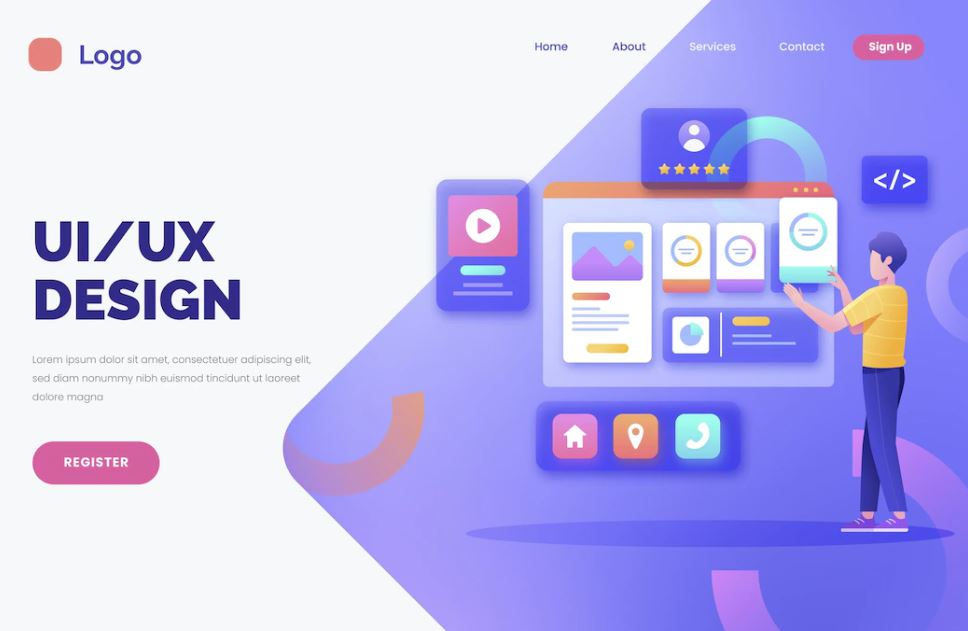 Logo
Home
About
Services
Contact
Sign Up
</>
UI/UX
DESIGN
Lorem ipsum dolor sit amet, consectetuer adipiscing elit,
sed diam nonummy nibh euismod tincidunt ut laoreet
dolore magna
REGISTER